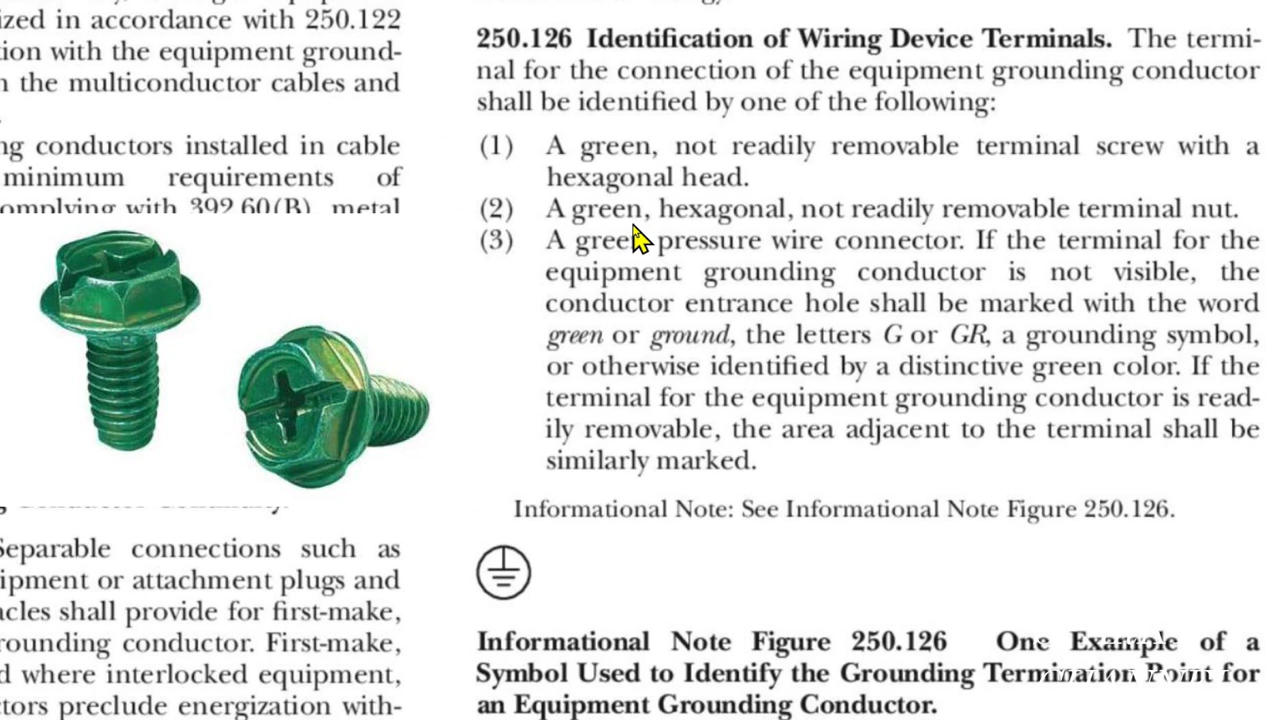 ized in accordance with 250.122
tion with the equipment ground-
n the multiconductor cables and
ng conductors installed in cable
minimum requirements of
omplying with 392.60(B), metal
Separable connections such as
ipment or attachment plugs and
acles shall provide for first-make,
rounding conductor. First-make,
d where interlocked equipment,
ctors preclude energization with-
250.126 Identification of Wiring Device Terminals. The termi-
nal for the connection of the equipment grounding conductor
shall be identified by one of the following:
(1) A green, not readily removable terminal screw with a
hexagonal head.
(2) A green, hexagonal, not readily removable terminal nut.
(3) A green pressure wire connector. If the terminal for the
equipment grounding conductor is not visible, the
conductor entrance hole shall be marked with the word
green or ground, the letters G or GR, a grounding symbol,
or otherwise identified by a distinctive green color. If the
terminal for the equipment grounding conductor is read-
ily removable, the area adjacent to the terminal shall be
similarly marked.
Informational Note: See Informational Note Figure 250.126.
Informational Note Figure 250.126 One Example of a
Symbol Used to Identify the Grounding Termination Point for
an Equipment Grounding Conductor.